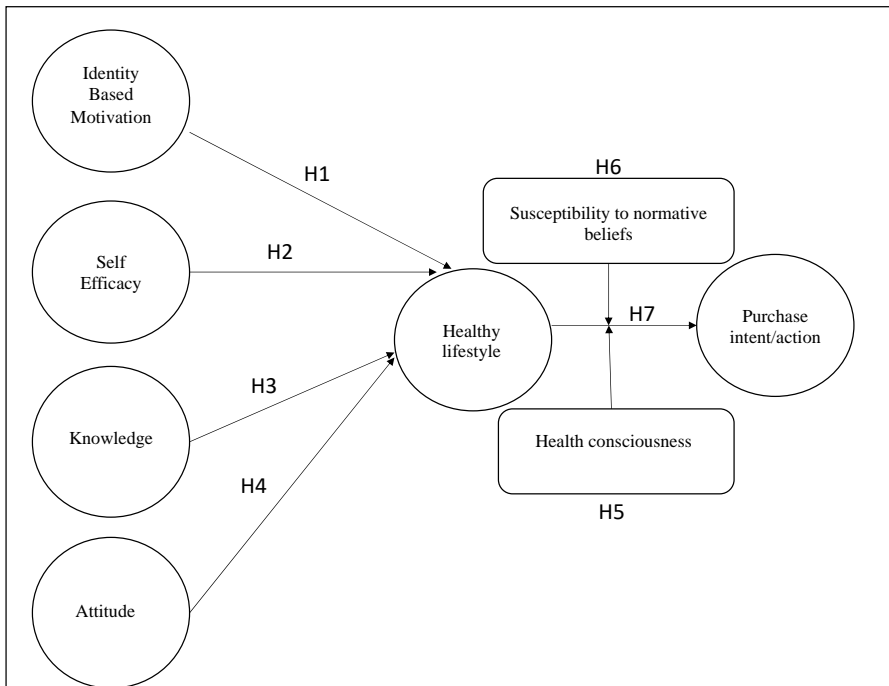 Identity
Based
Motivation
H1
H6
Susceptibility to normative
beliefs
Self
Efficacy
H2
H7
Healthy
lifestyle
Purchase
intent/action
H3
Knowledge
Health consciousness
H4
H5
Attitude